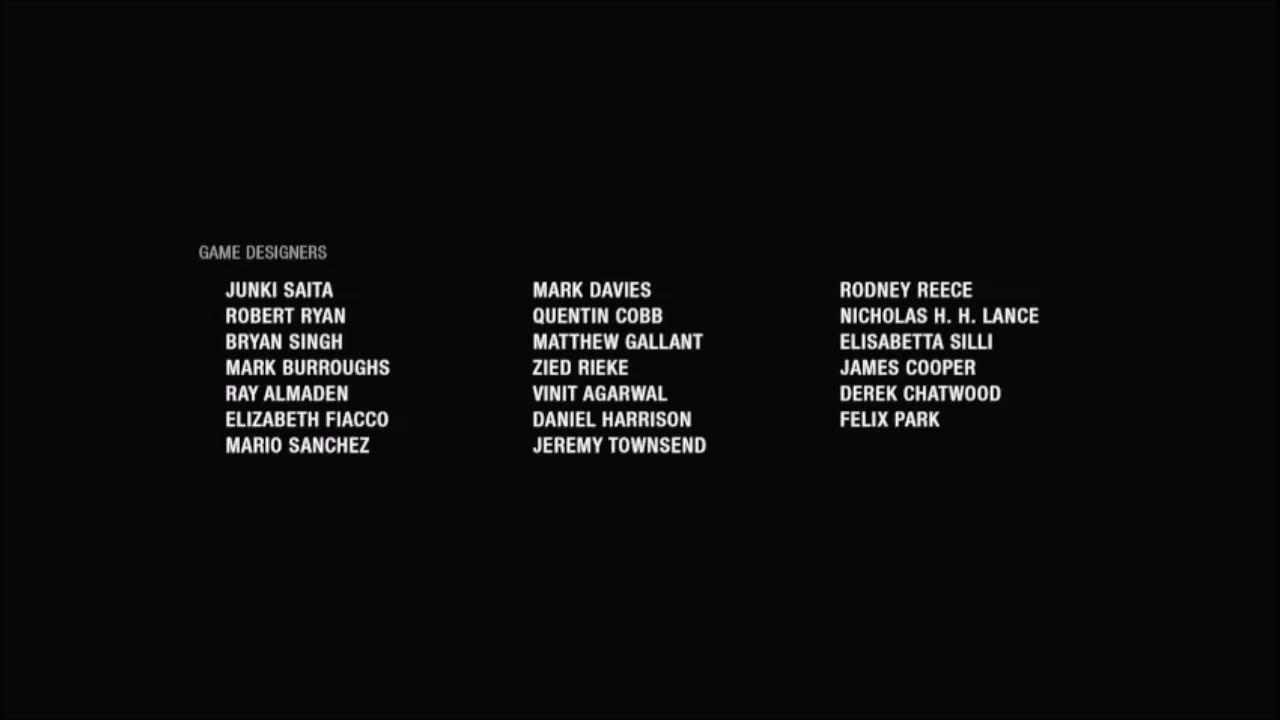 GAME DESIGNERS
JUNKI SAITA
ROBERT RYAN
BRYAN SINGH
MARK BURROUGHS
RAY ALMADEN
ELIZABETH FIACCO
MARIO SANCHEZ
MARK DAVIES
QUENTIN COBB
MATTHEW GALLANT
ZIED RIEKE
VINIT AGARWAL
DANIEL HARRISON
JEREMY TOWNSEND
RODNEY REECE
NICHOLAS H. H. LANCE
ELISABETTA SILLI
JAMES COOPER
DEREK CHATWOOD
FELIX PARK